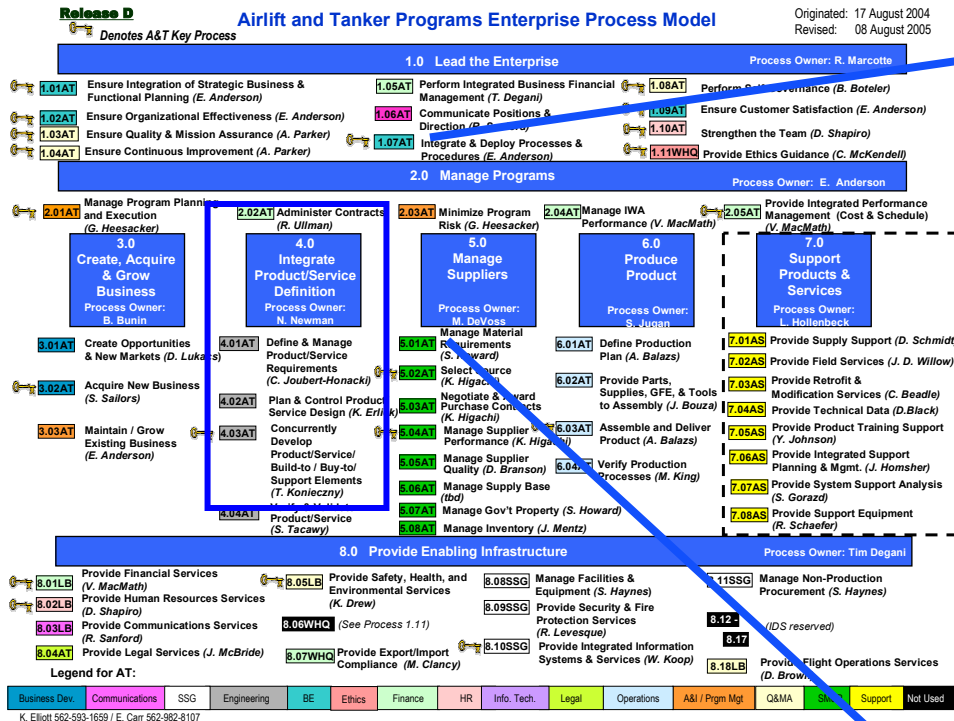 Release D
Airlift and Tanker Programs Enterprise Process Model
Originated: 17 August 2004
Revised: 08 August 2005
Denotes A&T Key Process
1.0 Lead the Enterprise
Process Owner: R. Marcotte
1.01AT Ensure Integration of Strategic Business &
Functional Planning (E. Anderson)
1.02AT Ensure Organizational Effectiveness (E. Anderson)
1.03AT Ensure Quality & Mission Assurance (A. Parker)
1.04AT Ensure Continuous Improvement (A. Parker)
1.05AT Perform Integrated Business Financial
Management (T. Degani)
1.06AT Communicate Positions &
Direction
1.07AT Integrate & Deploy Processes &
Procedures (E. Anderson)
1.08AT Perform Self Governance (B. Boteler)
1.09AT Ensure Customer Satisfaction (E. Anderson)
1.10AT Strengthen the Team (D. Shapiro)
1.11WHQ Provide Ethics Guidance (C. McKendell)
2.0 Manage Programs
Process Owner: E. Anderson
2.01AT Manage Program Planning
and Execution
(G. Heesacker)
2.02AT Administer Contracts
(R. Ullman)
2.03AT Minimize Program
Risk (G. Heesacker)
2.04AT Manage IWA
Performance (V. MacMath)
2.05AT Provide Integrated Performance
Management (Cost & Schedule)
(V. MacMath)
3.0
Create, Acquire
& Grow
Business
Process Owner:
B. Bunin
3.01AT Create Opportunities
& New Markets (D. Lukacs)
3.02AT Acquire New Business
(S. Sailors)
3.03AT Maintain / Grow
Existing Business
(E. Anderson)
4.0
Integrate
Product/Service
Definition
Process Owner:
N. Newman
4.01AT Define & Manage
Product/Service
Requirements
(C. Joubert-Honacki)
4.02AT Plan & Control Product
Service Design (K. Erlick)
4.03AT Concurrently
Develop
Product/Service/
Build-to / Buy-to/
Support Elements
(T. Konieczny)
4.04AT Verify & Validate
Product/Service
(S. Tacawy)
5.0
Manage
Suppliers
Process Owner:
M. DeVoss
5.01AT Manage Material
Requirements
(S. Howard)
5.02AT Select Source
(K. Higachi)
5.03AT Negotiate & Award
Purchase Contracts
(K. Higachi)
5.04AT Manage Supplier
Performance (K. Higachi)
5.05AT Manage Supplier
Quality (D. Branson)
5.06AT Manage Supply Base
(tbd)
5.07AT Manage Gov't Property (S. Howard)
5.08AT Manage Inventory (J. Mentz)
6.0
Produce
Product
Process Owner:
S. Jugan
6.01AT Define Production
Plan (A. Balazs)
6.02AT Provide Parts,
Supplies, GFE, & Tools
to Assembly (J. Bouza)
6.03AT Assemble and Deliver
Product (A. Balazs)
6.04AT Verify Production
Processes (M. King)
7.0
Support
Products &
Services
Process Owner:
L. Hollenbeck
7.01AS Provide Supply Support (D. Schmidt
7.02AS Provide Field Services (J. D. Willow)
7.03AS Provide Retrofit &
Modification Services (C. Beadle)
7.04AS Provide Technical Data (D.Black)
7.05AS Provide Product Training Support
(Y. Johnson)
7.06AS Provide Integrated Support
Planning & Mgmt. (J. Homsher)
7.07AS Provide System Support Analysis
(S. Gorazd)
7.08AS Provide Support Equipment
(R. Schaefer)
8.0 Provide Enabling Infrastructure
Process Owner: Tim Degani
8.01LB Provide Financial Services
(V. MacMath)
8.02LB Provide Human Resources Services
(D. Shapiro)
8.03LB Provide Communications Services
(R. Sanford)
8.04AT Provide Legal Services (J. McBride)
8.05LB Provide Safety, Health, and
Environmental Services
(K. Drew)
8.06WHQ (See Process 1.11)
8.07WHQ Provide Export/Import
Compliance (M. Clancy)
8.08SSG Manage Facilities &
Equipment (S. Haynes)
8.09SSG Provide Security & Fire
Protection Services
(R. Levesque)
8.10SSG Provide Integrated Information
Systems & Services (W. Koop)
8.11SSG Manage Non-Production
Procurement (S. Haynes)
8.12 -
8.17 (IDS reserved)
8.18LB Provide Flight Operations Services
(D. Brown)
Legend for AT:
Business Dev. Communications SSG Engineering BE Ethics Finance HR Info. Tech. Legal Operations A&I / Prgm Mgt Q&MA Support Not Used
K. Elliott 562-593-1659 / E. Carr 562-982-8107